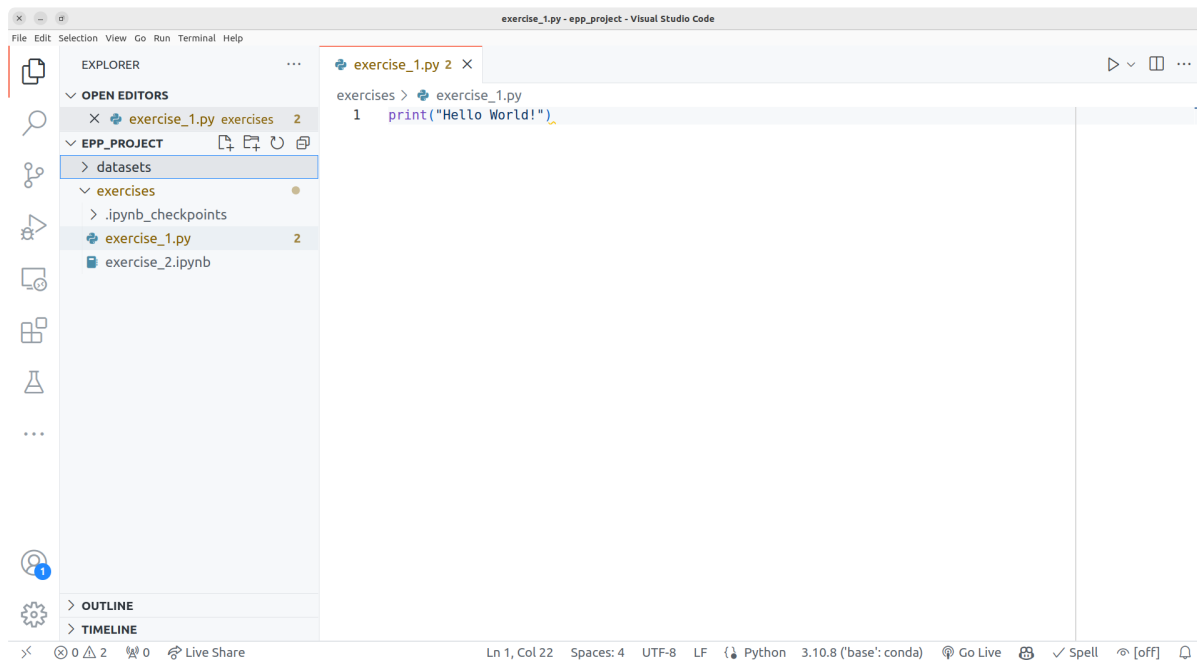 exercise_1.py - epp_project - Visual Studio Code
File Edit Selection View Go Run Terminal Help
EXPLORER
OPEN EDITORS
exercise_1.py exercises 2
EPP_PROJECT
datasets
exercises
.ipynb_checkpoints
exercise_1.py 2
exercise_2.ipynb
OUTLINE
TIMELINE
exercise_1.py 2
exercises > exercise_1.py
1 print("Hello World!")
1
0 2 0 Live Share Ln 1, Col 22 Spaces: 4 UTF-8 LF Python 3.10.8 ('base': conda) Go Live Spell [off]